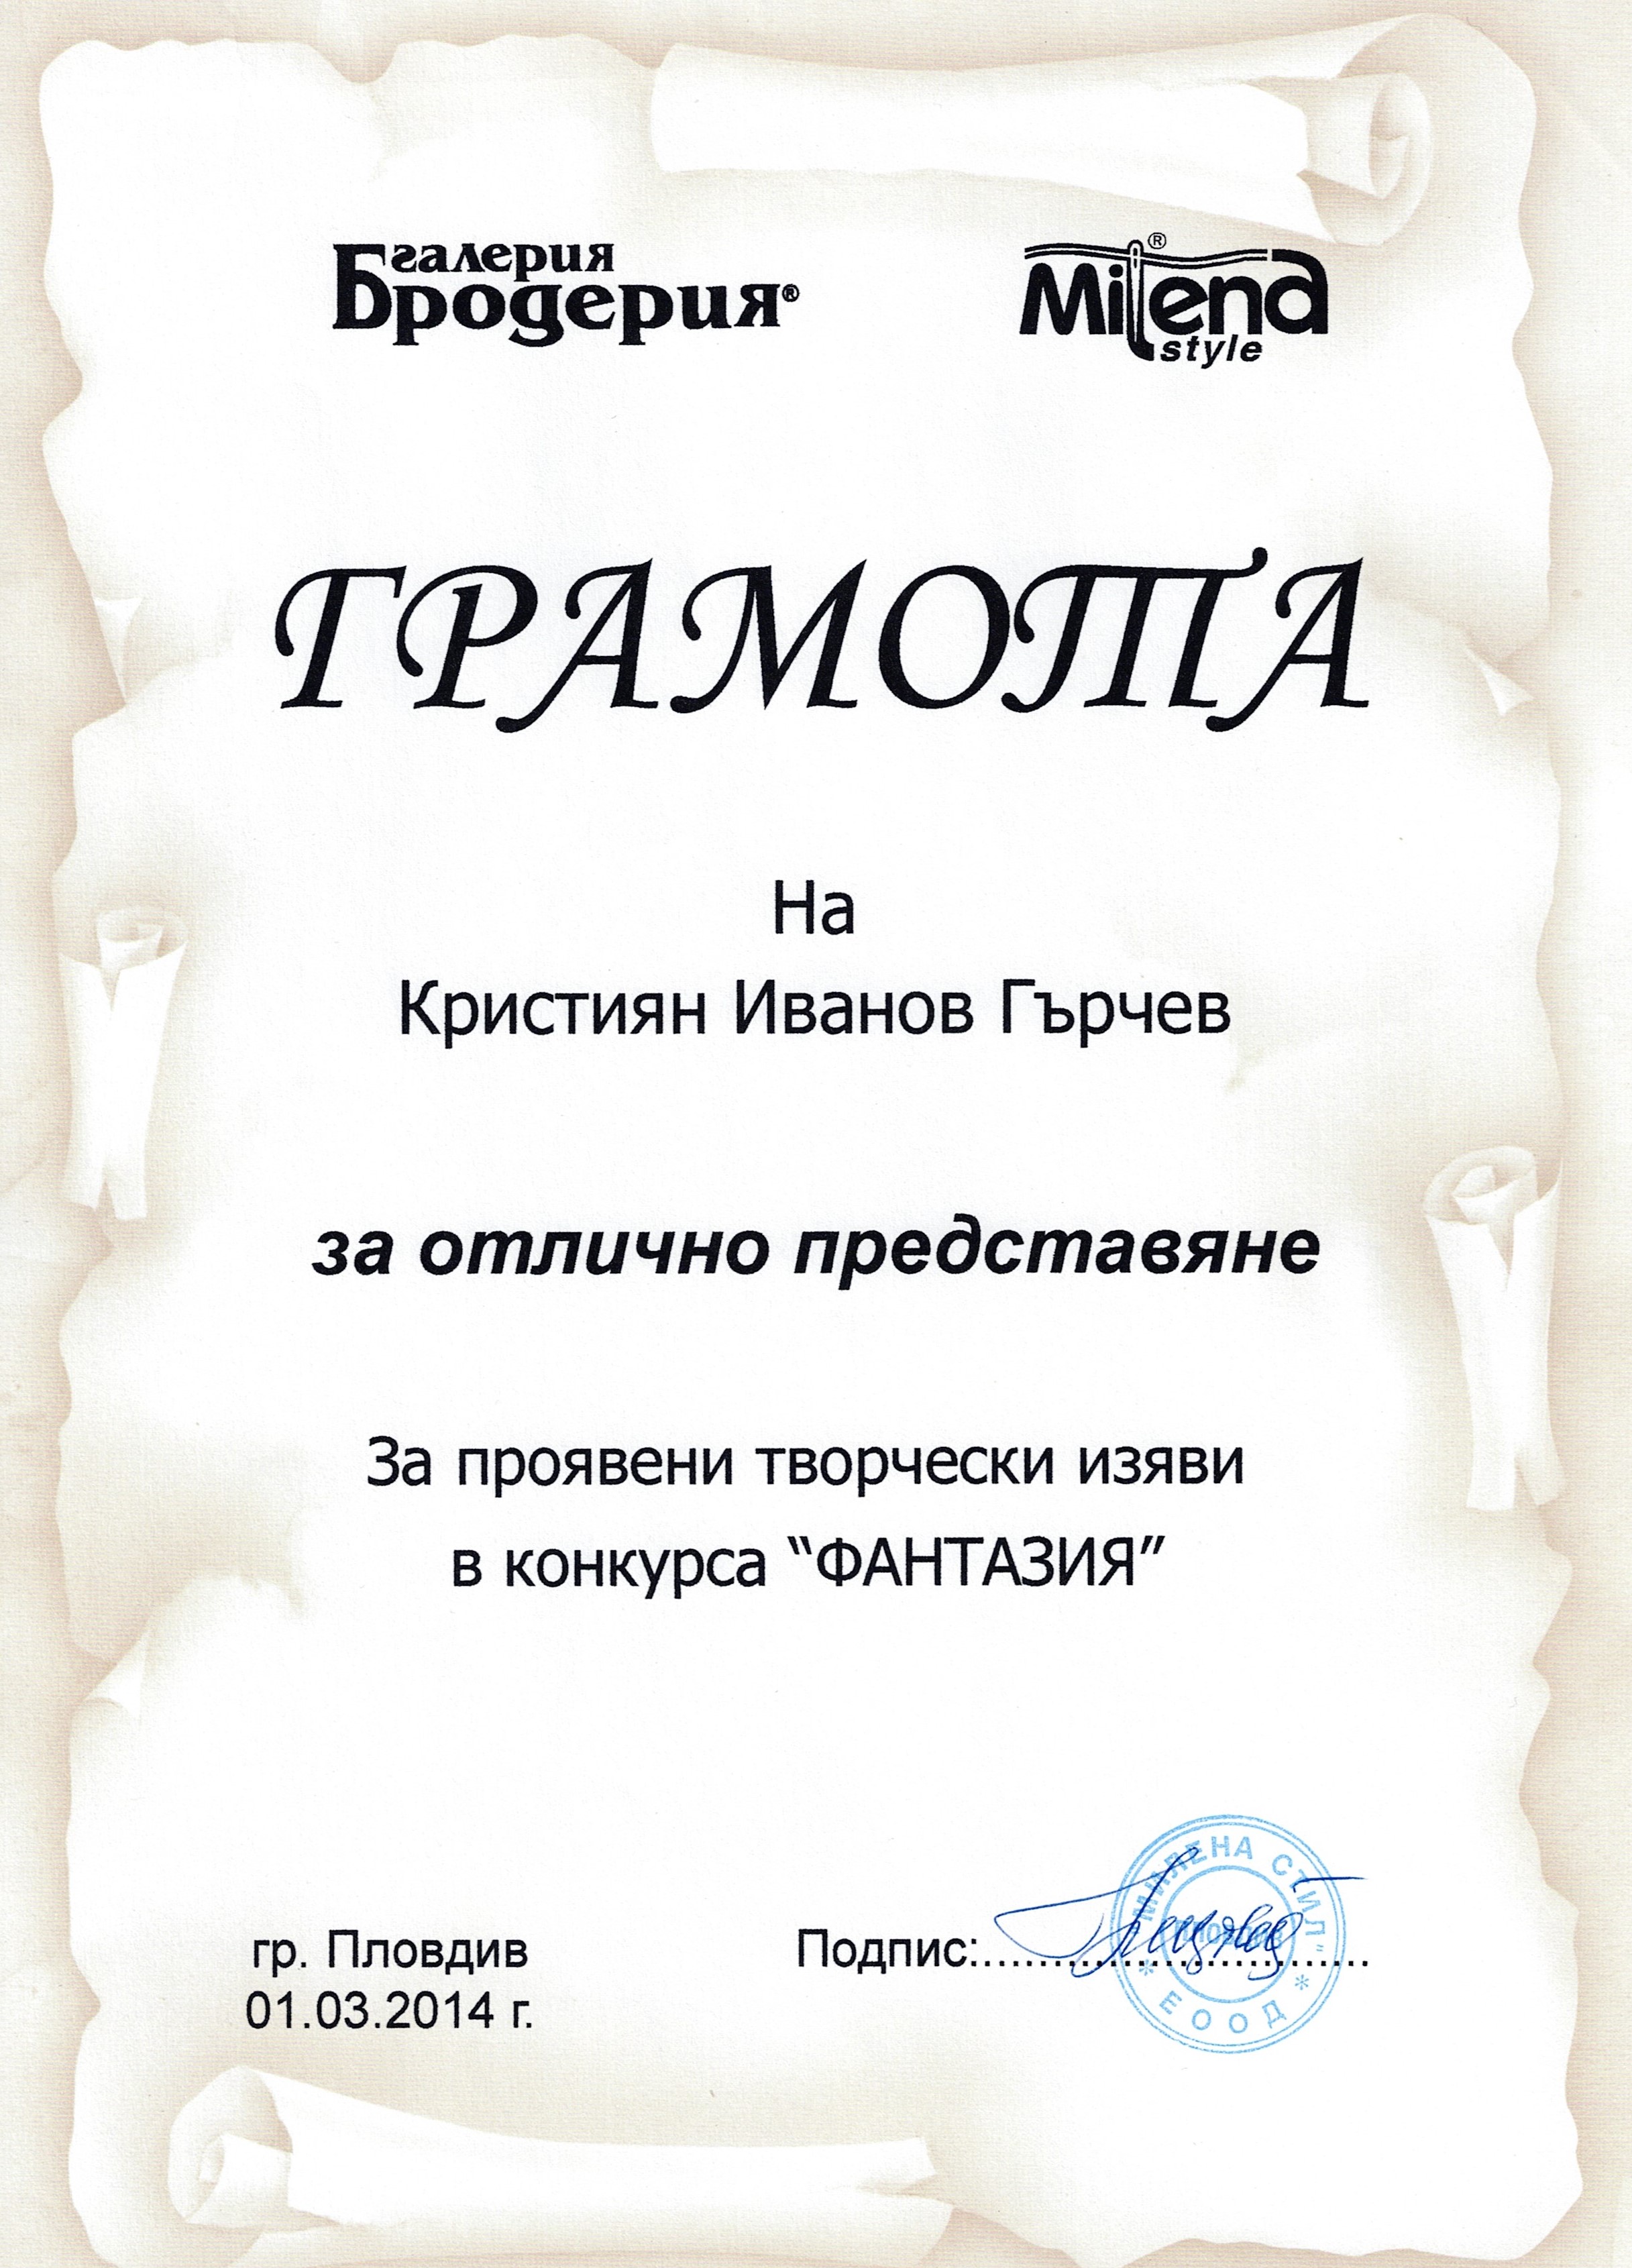 галерия
Бродерия®
Milena®
style
ГРАМОТА
На
Кристиян Иванов Гърчев
за отлично представяне
За проявени творчески изяви
в конкурса “ФАНТАЗИЯ”
гр. Пловдив
01.03.2014 г.
Подпис:..............................
МИЛЕНА СТИЛ"
* ЕООД *